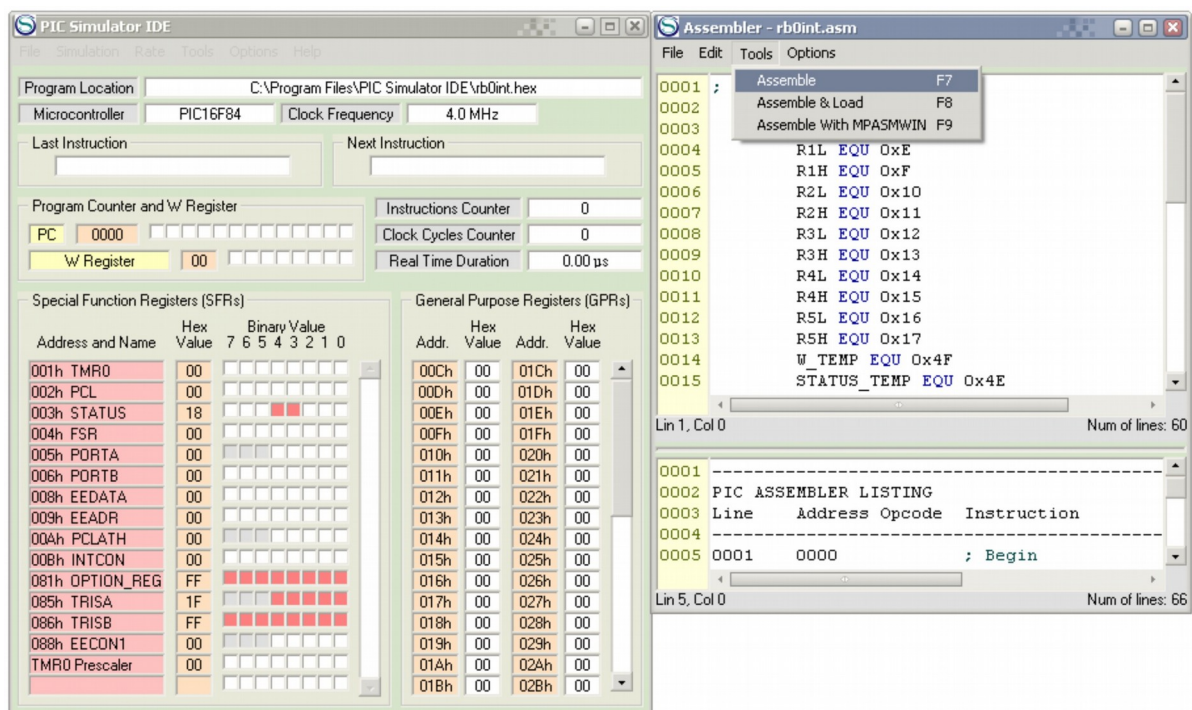 PIC Simulator IDE
File Simulation Rate Tools Options Help
Program Location C:\Program Files\PIC Simulator IDE\rb0int.hex
Microcontroller PIC16F84 Clock Frequency 4.0 MHz
Last Instruction Next Instruction
Program Counter and W Register
PC 0000
W Register 00
Instructions Counter 0
Clock Cycles Counter 0
Real Time Duration 0.00 µs
Special Function Registers (SFRs)
Hex Binary Value
Address and Name Value 7 6 5 4 3 2 1 0
001h TMR0 00
002h PCL 00
003h STATUS 18
004h FSR 00
005h PORTA 00
006h PORTB 00
008h EEDATA 00
009h EEADR 00
00Ah PCLATH 00
00Bh INTCON 00
081h OPTION_REG FF
085h TRISA 1F
086h TRISB FF
088h EECON1 00
TMR0 Prescaler 00
General Purpose Registers (GPRs)
Hex Hex
Addr. Value Addr. Value
00Ch 00 01Ch 00
00Dh 00 01Dh 00
00Eh 00 01Eh 00
00Fh 00 01Fh 00
010h 00 020h 00
011h 00 021h 00
012h 00 022h 00
013h 00 023h 00
014h 00 024h 00
015h 00 025h 00
016h 00 026h 00
017h 00 027h 00
018h 00 028h 00
019h 00 029h 00
01Ah 00 02Ah 00
01Bh 00 02Bh 00
Assembler - rb0int.asm
File Edit Tools Options
Assemble F7
Assemble & Load F8
Assemble With MPASMWIN F9
0001 ;
0002
0003
0004 R1L EQU 0xE
0005 R1H EQU 0xF
0006 R2L EQU 0x10
0007 R2H EQU 0x11
0008 R3L EQU 0x12
0009 R3H EQU 0x13
0010 R4L EQU 0x14
0011 R4H EQU 0x15
0012 R5L EQU 0x16
0013 R5H EQU 0x17
0014 W_TEMP EQU 0x4F
0015 STATUS_TEMP EQU 0x4E
Lin 1, Col 0 Num of lines: 60
0001 ------------------------------------------------
0002 PIC ASSEMBLER LISTING
0003 Line Address Opcode Instruction
0004 ------------------------------------------------
0005 0001 0000 ; Begin
Lin 5, Col 0 Num of lines: 66